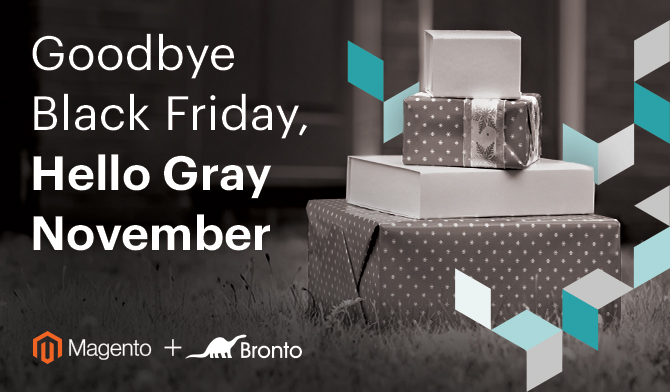 Goodbye
Black Friday,
Hello Gray
November
Magento + Bronto